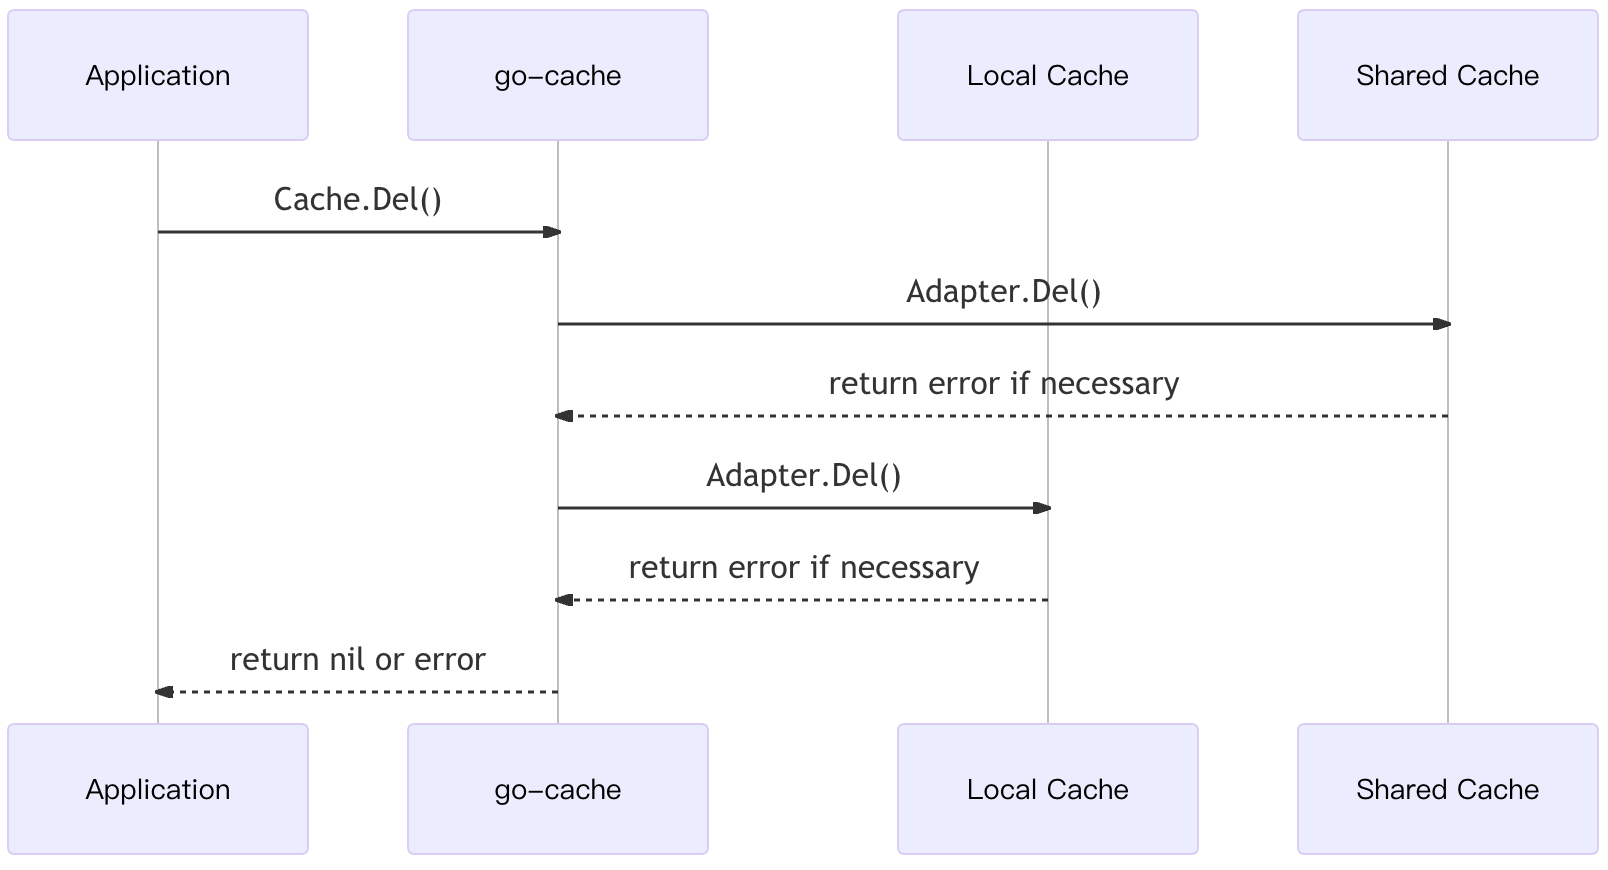 Application
go-cache
Local Cache
Shared Cache
Cache.Del()
Adapter.Del()
return error if necessary
Adapter.Del()
return error if necessary
return nil or error
Application
go-cache
Local Cache
Shared Cache